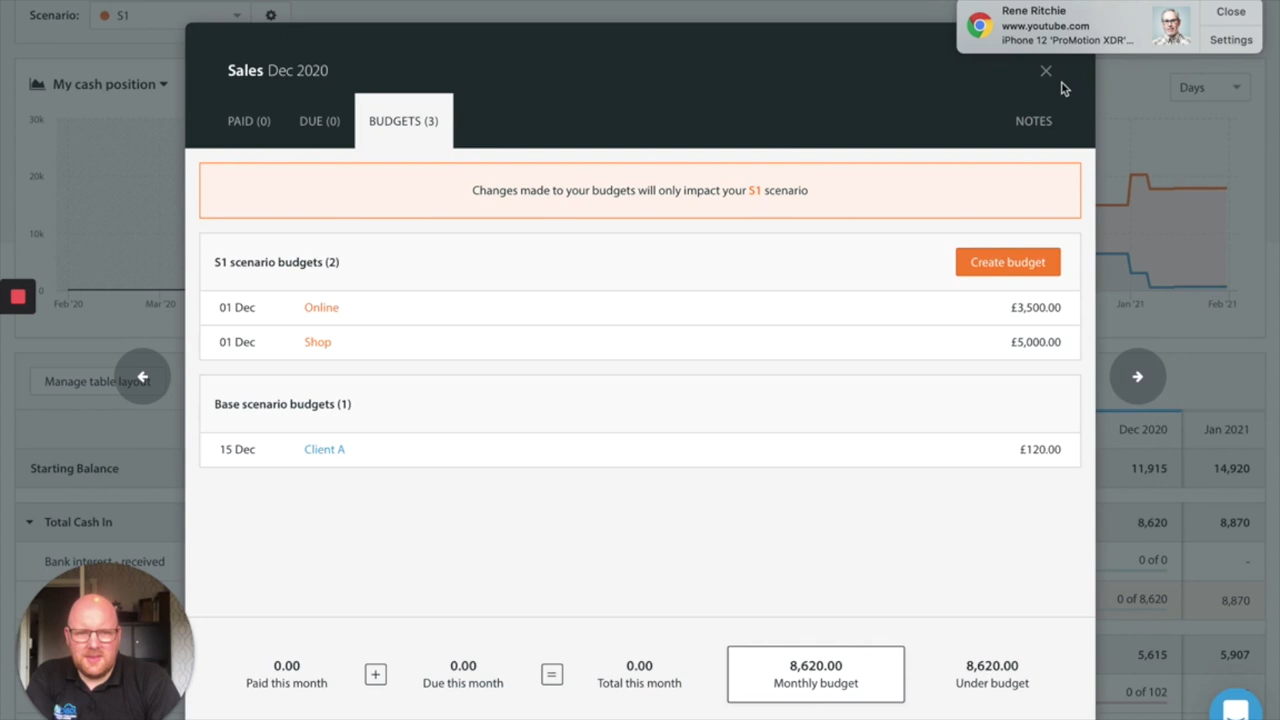 Scenario:
S1
Rene Ritchie
www.youtube.com
iPhone 12 'ProMotion XDR'...
Close
Settings
Sales Dec 2020
My cash position
Days
PAID (0)
DUE (0)
BUDGETS (3)
NOTES
30k
20k
10k
0
Feb '20
Mar '20
Jan '21
Feb '21
Changes made to your budgets will only impact your S1 scenario
S1 scenario budgets (2)
Create budget
01 Dec Online £3,500.00
01 Dec Shop £5,000.00
Manage table layout
Base scenario budgets (1)
15 Dec Client A £120.00
Dec 2020 Jan 2021
Starting Balance 11,915 14,920
Total Cash In 8,620 8,870
Bank interest - received 0 of 0 -
0 of 8,620 8,870
5,615 5,907
0 of 102
0.00
Paid this month
+
0.00
Due this month
=
0.00
Total this month
8,620.00
Monthly budget
8,620.00
Under budget